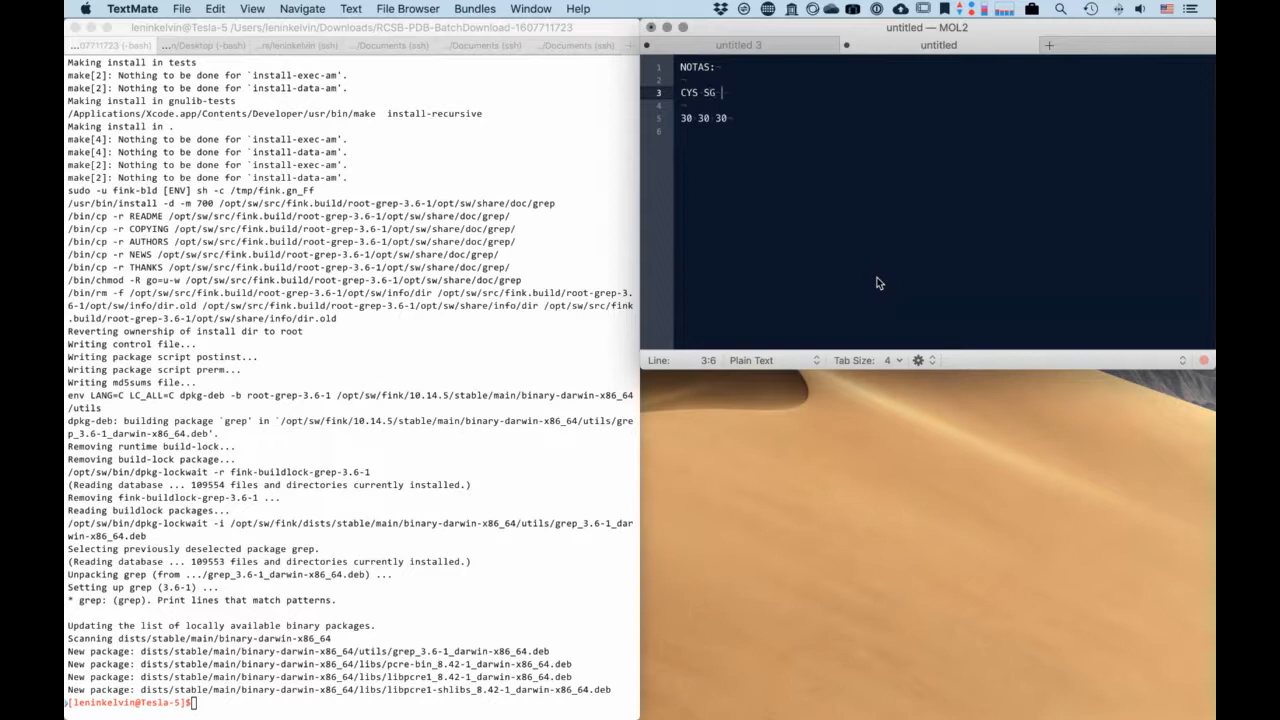 TextMate File Edit View Navigate Text File Browser Bundles Window Help
leninkelvin@Tesla-5 /Users/leninkelvin/Downloads/RCSB-PDB-BatchDownload-1607711723
...07711723 (-bash) ...n/Desktop (-bash) ...rs/leninkelvin (ssh) ../Documents (ssh) ../Documents (ssh) ../Documents (ssh)
Making install in tests
make[2]: Nothing to be done for `install-exec-am'.
make[2]: Nothing to be done for `install-data-am'.
Making install in gnulib-tests
/Applications/Xcode.app/Contents/Developer/usr/bin/make  install-recursive
Making install in .
make[4]: Nothing to be done for `install-exec-am'.
make[4]: Nothing to be done for `install-data-am'.
make[2]: Nothing to be done for `install-exec-am'.
make[2]: Nothing to be done for `install-data-am'.
sudo -u fink-bld [ENV] sh -c /tmp/fink.gn_Ff
/usr/bin/install -d -m 700 /opt/sw/src/fink.build/root-grep-3.6-1/opt/sw/share/doc/grep
/bin/cp -r README /opt/sw/src/fink.build/root-grep-3.6-1/opt/sw/share/doc/grep/
/bin/cp -r COPYING /opt/sw/src/fink.build/root-grep-3.6-1/opt/sw/share/doc/grep/
/bin/cp -r AUTHORS /opt/sw/src/fink.build/root-grep-3.6-1/opt/sw/share/doc/grep/
/bin/cp -r NEWS /opt/sw/src/fink.build/root-grep-3.6-1/opt/sw/share/doc/grep/
/bin/cp -r THANKS /opt/sw/src/fink.build/root-grep-3.6-1/opt/sw/share/doc/grep/
/bin/chmod -R go=u-w /opt/sw/src/fink.build/root-grep-3.6-1/opt/sw/share/doc/grep
/bin/rm -f /opt/sw/src/fink.build/root-grep-3.6-1/opt/sw/info/dir /opt/sw/src/fink.build/root-grep-3.
6-1/opt/sw/info/dir.old /opt/sw/src/fink.build/root-grep-3.6-1/opt/sw/share/info/dir /opt/sw/src/fink
.build/root-grep-3.6-1/opt/sw/share/info/dir.old
Reverting ownership of install dir to root
Writing control file...
Writing package script postinst...
Writing package script prerm...
Writing md5sums file...
env LANG=C LC_ALL=C dpkg-deb -b root-grep-3.6-1 /opt/sw/fink/10.14.5/stable/main/binary-darwin-x86_64
/utils
dpkg-deb: building package `grep' in `/opt/sw/fink/10.14.5/stable/main/binary-darwin-x86_64/utils/gre
p_3.6-1_darwin-x86_64.deb'.
Removing runtime build-lock...
Removing build-lock package...
/opt/sw/bin/dpkg-lockwait -r fink-buildlock-grep-3.6-1
(Reading database ... 109554 files and directories currently installed.)
Removing fink-buildlock-grep-3.6-1 ...
Reading buildlock packages...
/opt/sw/bin/dpkg-lockwait -i /opt/sw/fink/dists/stable/main/binary-darwin-x86_64/utils/grep_3.6-1_dar
win-x86_64.deb
Selecting previously deselected package grep.
(Reading database ... 109553 files and directories currently installed.)
Unpacking grep (from .../grep_3.6-1_darwin-x86_64.deb) ...
Setting up grep (3.6-1) ...
* grep: (grep). Print lines that match patterns.
Updating the list of locally available binary packages.
Scanning dists/stable/main/binary-darwin-x86_64
New package: dists/stable/main/binary-darwin-x86_64/utils/grep_3.6-1_darwin-x86_64.deb
New package: dists/stable/main/binary-darwin-x86_64/libs/pcre-bin_8.42-1_darwin-x86_64.deb
New package: dists/stable/main/binary-darwin-x86_64/libs/libpcre1_8.42-1_darwin-x86_64.deb
New package: dists/stable/main/binary-darwin-x86_64/libs/libpcre1-shlibs_8.42-1_darwin-x86_64.deb
[leninkelvin@Tesla-5]$
untitled — MOL2
untitled 3 untitled
1 NOTAS:
2
3 CYS SG
4
5 30 30 30
6
Line: 3:6 Plain Text Tab Size: 4